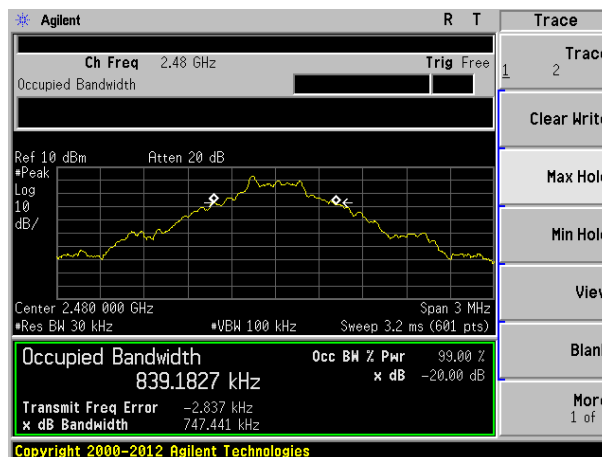 Agilent R T Trace
Ch Freq 2.48 GHz Trig Free
Occupied Bandwidth
Trace
1 2
Clear Write
Max Hold
Min Hold
View
Blank
More
1 of
Ref 10 dBm Atten 20 dB
#Peak
Log
10
dB/
Center 2.480 000 GHz Span 3 MHz
#Res BW 30 kHz #VBW 100 kHz Sweep 3.2 ms (601 pts)
Occupied Bandwidth Occ BW % Pwr 99.00 %
839.1827 kHz x dB -20.00 dB
Transmit Freq Error -2.837 kHz
x dB Bandwidth 747.441 kHz
Copyright 2000-2012 Agilent Technologies